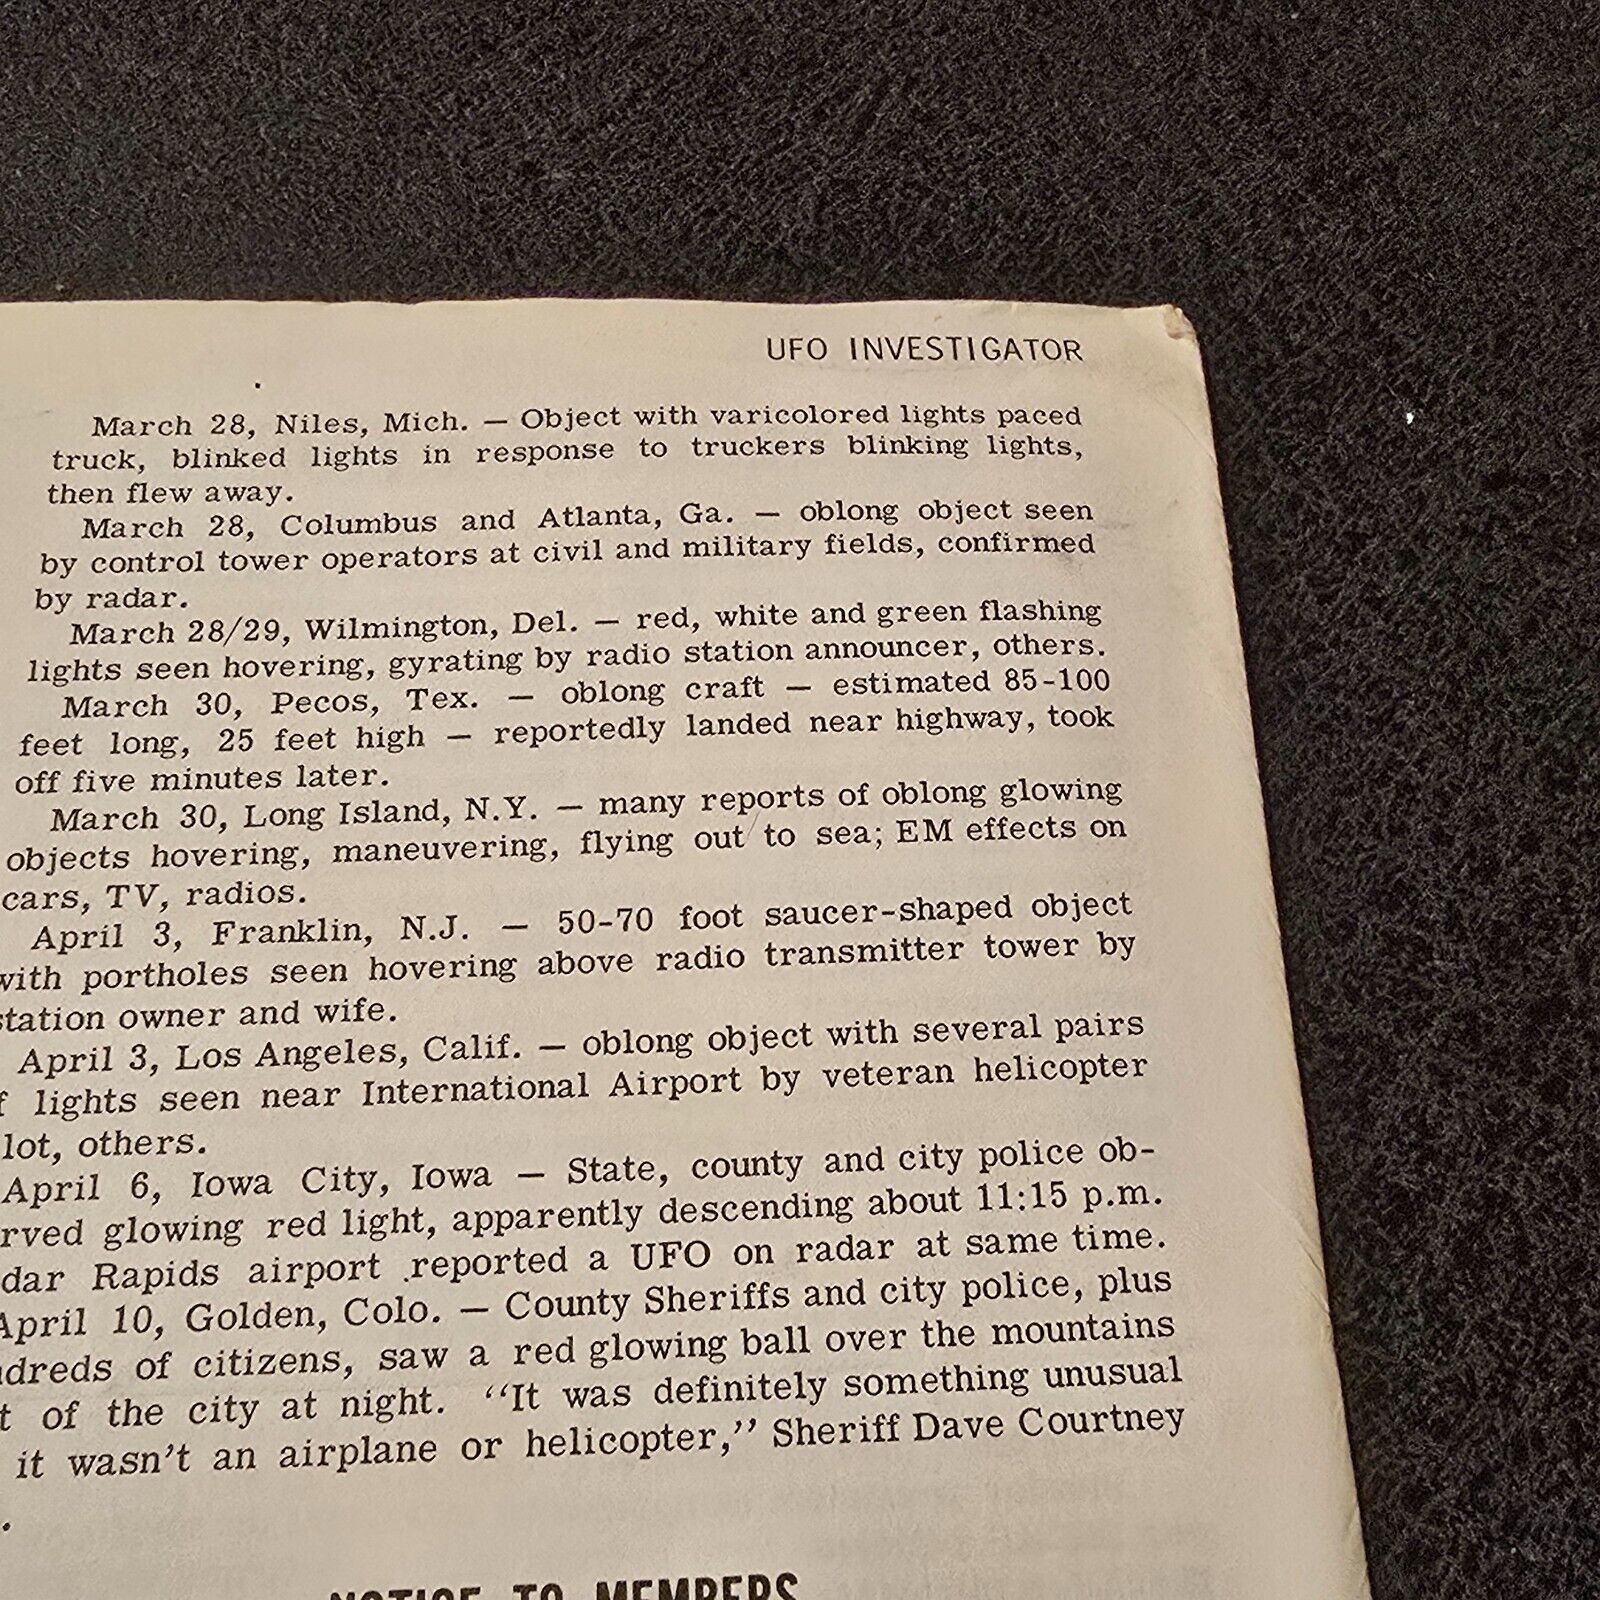 UFO INVESTIGATOR
March 28, Niles, Mich. — Object with varicolored lights paced
truck, blinked lights in response to truckers blinking lights,
then flew away.
March 28, Columbus and Atlanta, Ga. — oblong object seen
by control tower operators at civil and military fields, confirmed
by radar.
March 28/29, Wilmington, Del. — red, white and green flashing
lights seen hovering, gyrating by radio station announcer, others.
March 30, Pecos, Tex. — oblong craft — estimated 85-100
feet long, 25 feet high — reportedly landed near highway, took
off five minutes later.
March 30, Long Island, N.Y. — many reports of oblong glowing
objects hovering, maneuvering, flying out to sea; EM effects on
cars, TV, radios.
April 3, Franklin, N.J. — 50-70 foot saucer-shaped object
with portholes seen hovering above radio transmitter tower by
station owner and wife.
April 3, Los Angeles, Calif. — oblong object with several pairs
f lights seen near International Airport by veteran helicopter
lot, others.
April 6, Iowa City, Iowa — State, county and city police ob-
rved glowing red light, apparently descending about 11:15 p.m.
dar Rapids airport reported a UFO on radar at same time.
April 10, Golden, Colo. — County Sheriffs and city police, plus
ndreds of citizens, saw a red glowing ball over the mountains
t of the city at night. "It was definitely something unusual
it wasn't an airplane or helicopter," Sheriff Dave Courtney
.
NOTICE TO MEMBERS